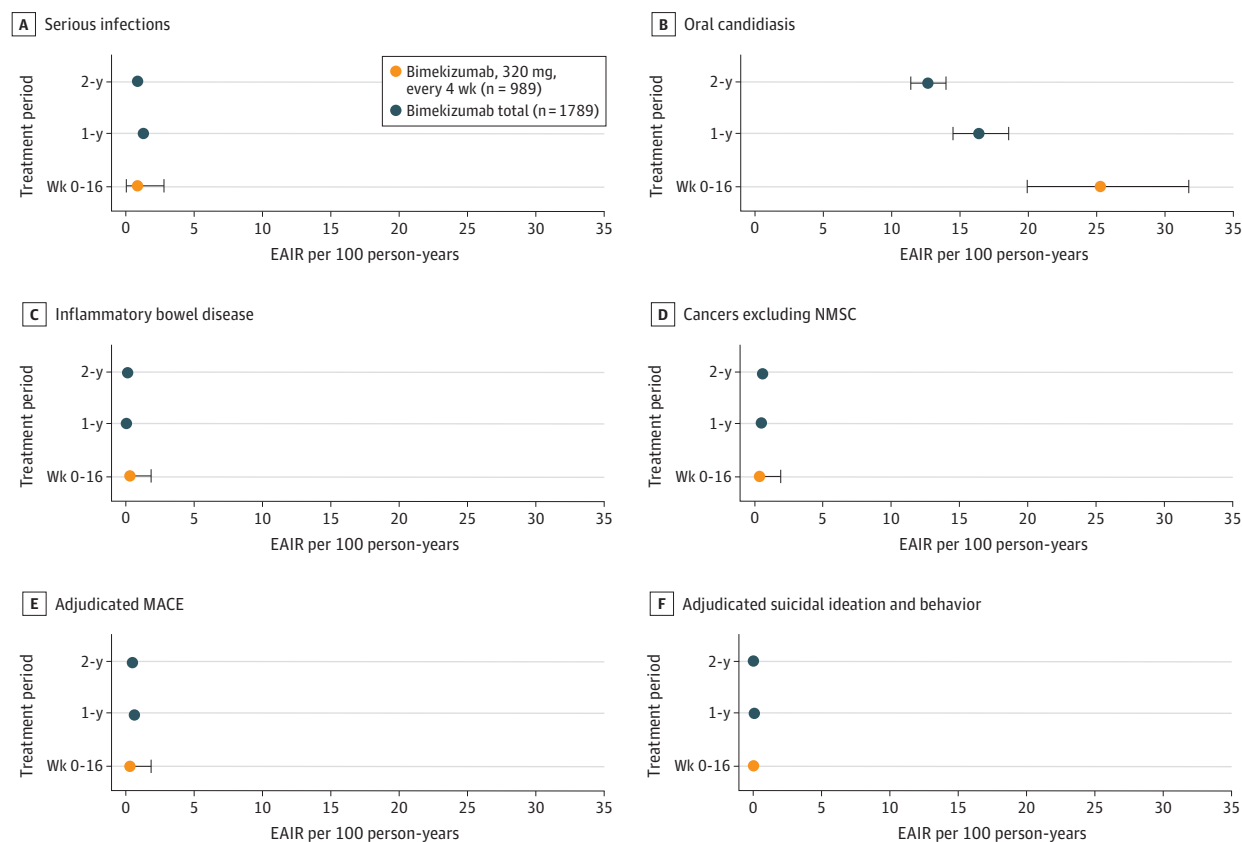 A Serious infections
Treatment period
2-y
1-y
Wk 0-16
Bimekizumab, 320 mg,
every 4 wk (n = 989)
Bimekizumab total (n = 1789)
0 5 10 15 20 25 30 35
EAIR per 100 person-years
B Oral candidiasis
Treatment period
2-y
1-y
Wk 0-16
0 5 10 15 20 25 30 35
EAIR per 100 person-years
C Inflammatory bowel disease
Treatment period
2-y
1-y
Wk 0-16
0 5 10 15 20 25 30 35
EAIR per 100 person-years
D Cancers excluding NMSC
Treatment period
2-y
1-y
Wk 0-16
0 5 10 15 20 25 30 35
EAIR per 100 person-years
E Adjudicated MACE
Treatment period
2-y
1-y
Wk 0-16
0 5 10 15 20 25 30 35
EAIR per 100 person-years
F Adjudicated suicidal ideation and behavior
Treatment period
2-y
1-y
Wk 0-16
0 5 10 15 20 25 30 35
EAIR per 100 person-years